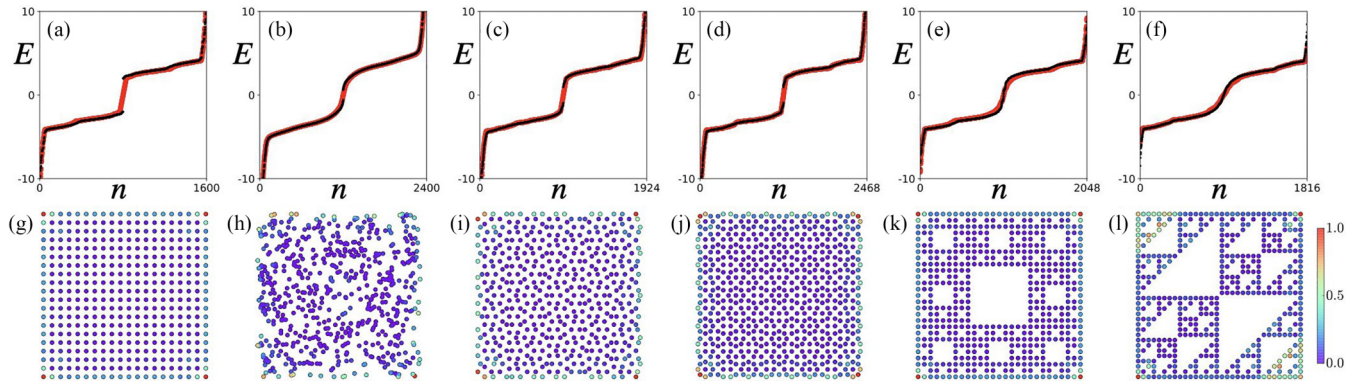 10 (a) 10 (b) 10 (c) 10 (d) 10 (e) 10 (f)
E E E E E E
0 0 0 0 0 0
-10 -10 -10 -10 -10 -10
0 n 1600 0 n 2400 0 n 1924 0 n 2468 0 n 2048 0 n 1816
(g) (h) (i) (j) (k) (l)
1.0
0.5
0.0